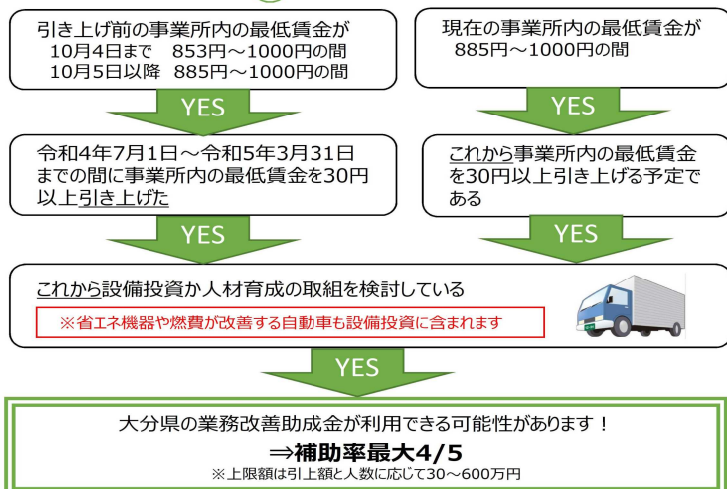 引き上げ前の事業所内の最低賃金が
10月4日まで 853円～1000円の間
10月5日以降 885円～1000円の間
YES
令和4年7月1日～令和5年3月31日
までの間に事業所内の最低賃金を30円
以上引き上げた
YES
現在の事業所内の最低賃金が
885円～1000円の間
YES
これから事業所内の最低賃金
を30円以上引き上げる予定で
ある
YES
これから設備投資か人材育成の取組を検討している
※省エネ機器や燃費が改善する自動車も設備投資に含まれます
YES
大分県の業務改善助成金が利用できる可能性があります！
⇒補助率最大4/5
※上限額は引上額と人数に応じて30～600万円